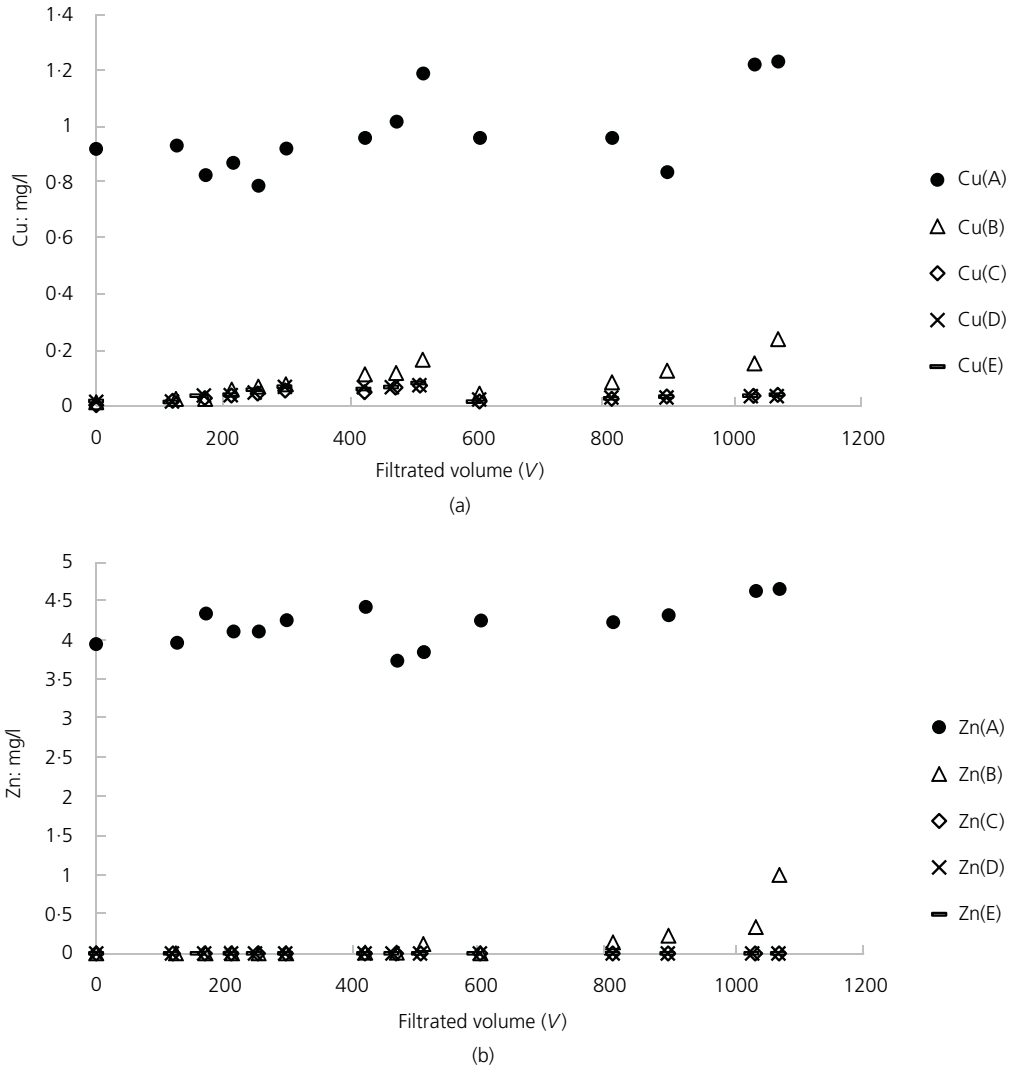 1·4
1·2
1
0·8
0·6
0·4
0·2
0
Cu: mg/l
0 200 400 600 800 1000 1200
Filtrated volume (V)
(a)
Cu(A)
Cu(B)
Cu(C)
Cu(D)
Cu(E)
5
4·5
4
3·5
3
2·5
2
1·5
1
0·5
0
Zn: mg/l
0 200 400 600 800 1000 1200
Filtrated volume (V)
(b)
Zn(A)
Zn(B)
Zn(C)
Zn(D)
Zn(E)